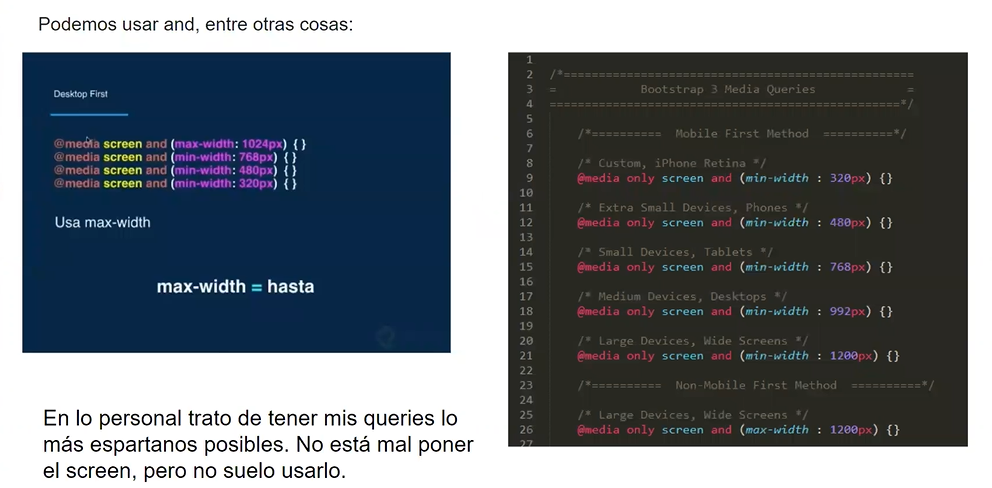 Podemos usar and, entre otras cosas:
Desktop First
@media screen and (max-width: 1024px) { }
@media screen and (min-width: 768px) { }
@media screen and (min-width: 480px) { }
@media screen and (min-width: 320px) { }
Usa max-width
max-width = hasta
En lo personal trato de tener mis queries lo
más espartanos posibles. No está mal poner
el screen, pero no suelo usarlo.
1
2 /*==================================================
3 = Bootstrap 3 Media Queries =
4 ==================================================*/
5
6 /*========== Mobile First Method ==========*/
7
8 /* Custom, iPhone Retina */
9 @media only screen and (min-width : 320px) {}
10
11 /* Extra Small Devices, Phones */
12 @media only screen and (min-width : 480px) {}
13
14 /* Small Devices, Tablets */
15 @media only screen and (min-width : 768px) {}
16
17 /* Medium Devices, Desktops */
18 @media only screen and (min-width : 992px) {}
19
20 /* Large Devices, Wide Screens */
21 @media only screen and (min-width : 1200px) {}
22
23 /*========== Non-Mobile First Method ==========*/
24
25 /* Large Devices, Wide Screens */
26 @media only screen and (max-width : 1200px) {}
27